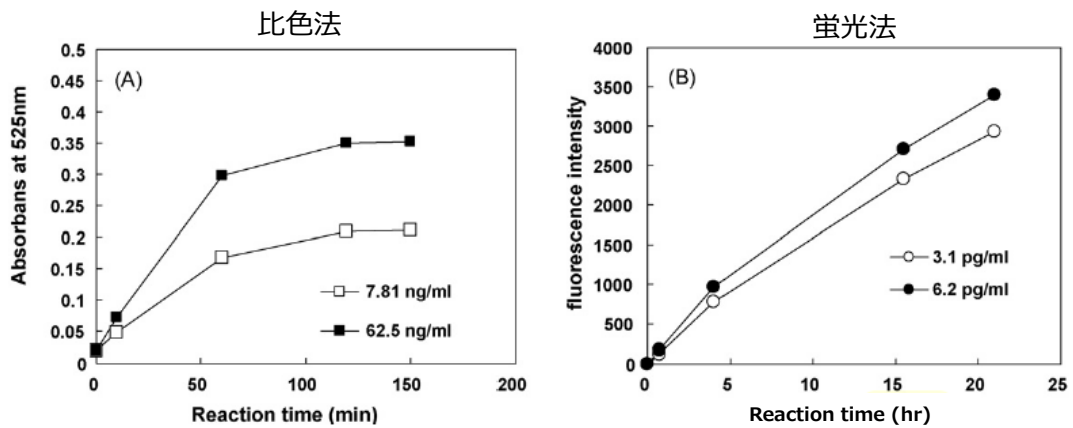 比色法
(A)
Absorbans at 525nm
0.5
0.45
0.4
0.35
0.3
0.25
0.2
0.15
0.1
0.05
0
7.81 ng/ml
62.5 ng/ml
0 50 100 150 200
Reaction time (min)
蛍光法
(B)
fluorescence intensity
4000
3500
3000
2500
2000
1500
1000
500
0
3.1 pg/ml
6.2 pg/ml
0 5 10 15 20 25
Reaction time (hr)